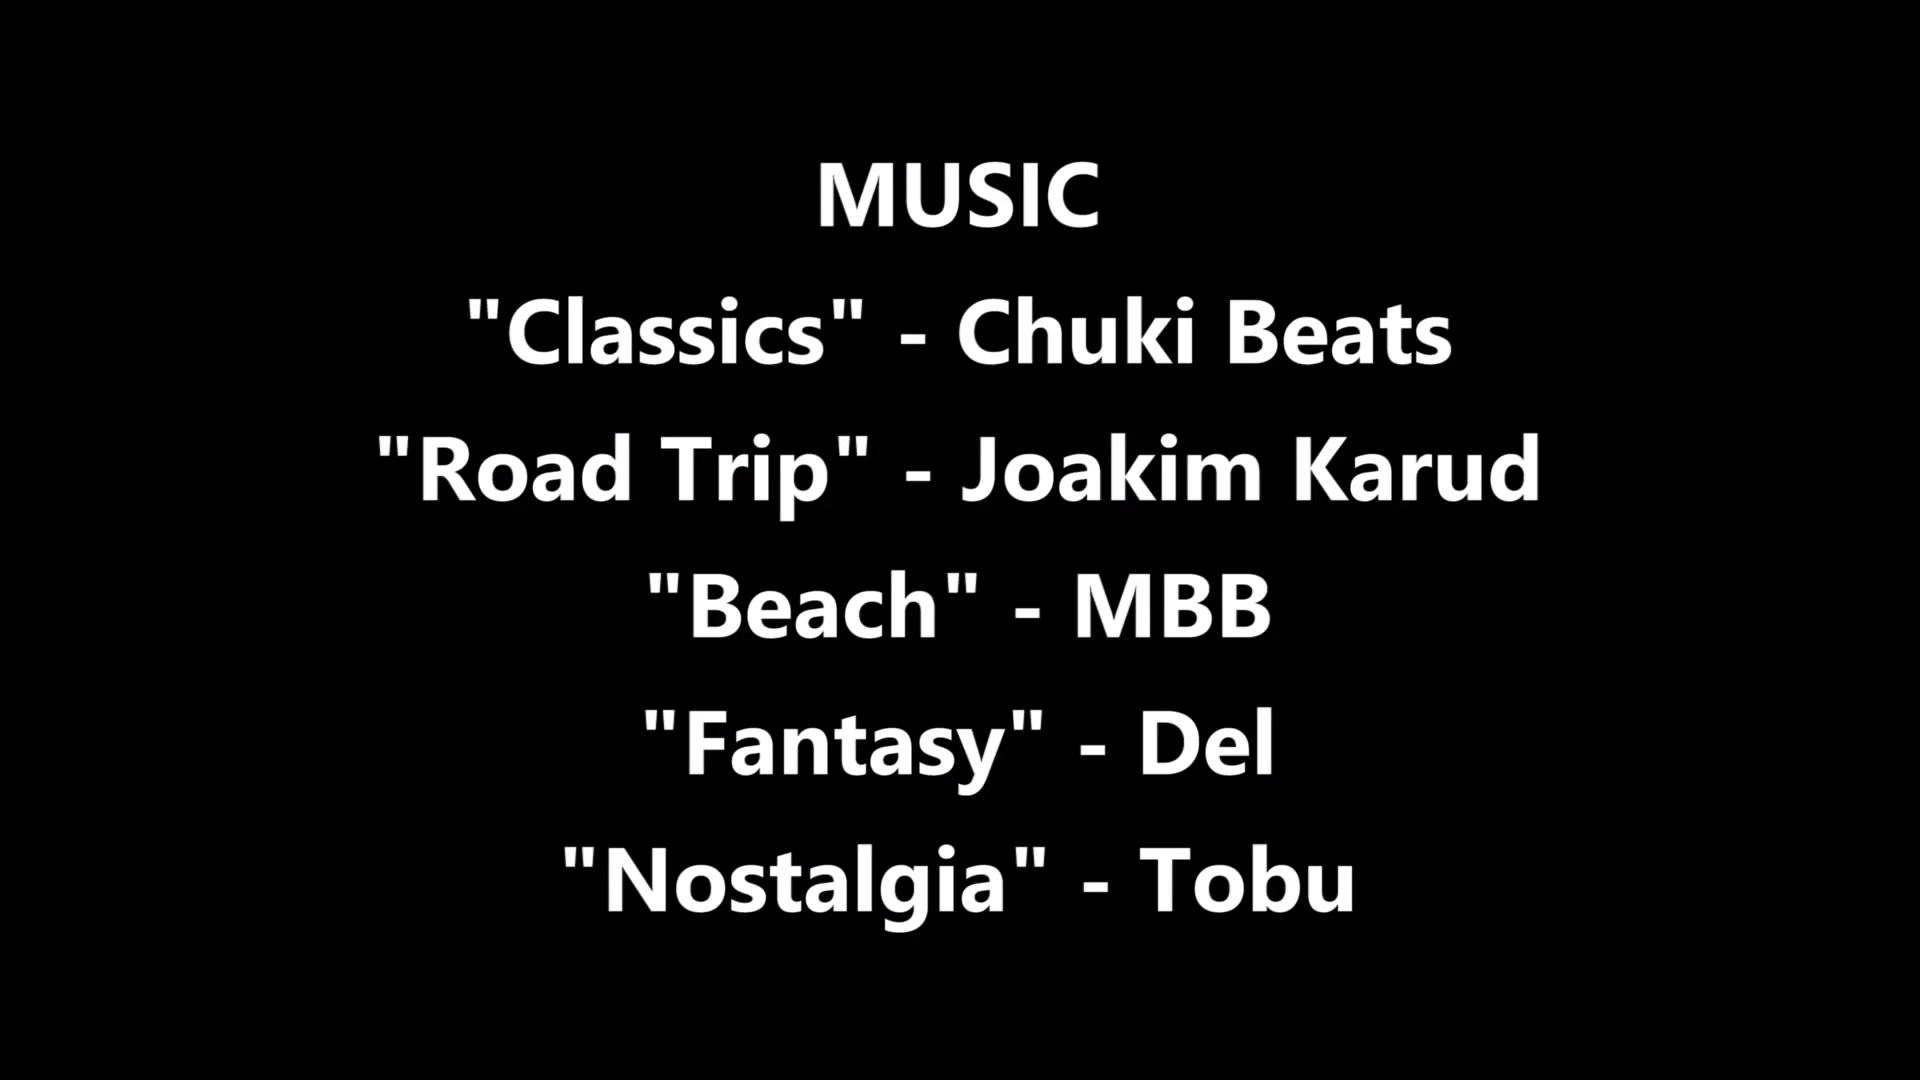 MUSIC
"Classics" - Chuki Beats
"Road Trip" - Joakim Karud
"Beach" - MBB
"Fantasy" - Del
"Nostalgia" - Tobu